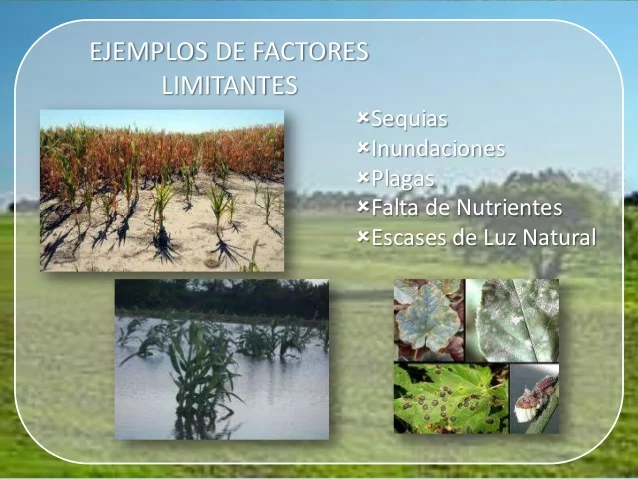 EJEMPLOS DE FACTORES
LIMITANTES
×Sequias
×Inundaciones
×Plagas
×Falta de Nutrientes
×Escases de Luz Natural